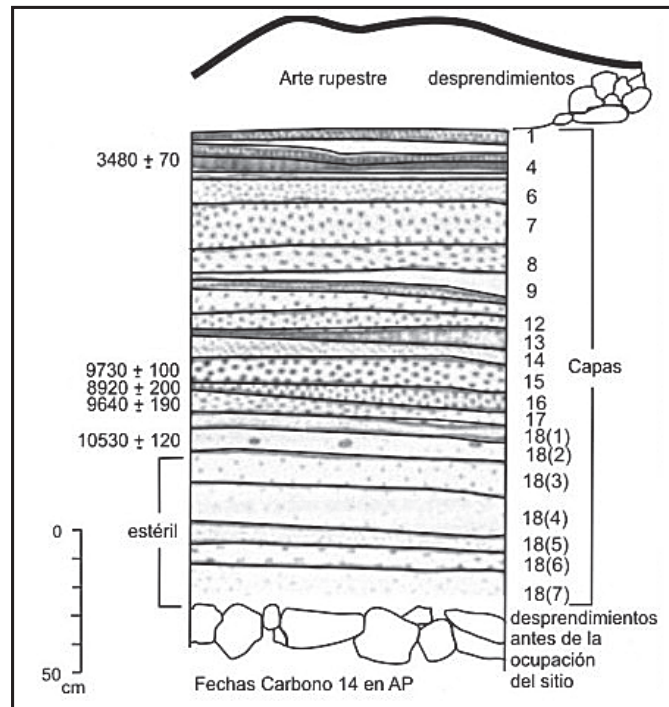 Arte rupestre desprendimientos
1
3480 ± 70
4
6
7
8
9
12
13
14
9730 ± 100
15
8920 ± 200
16
9640 ± 190
17
18(1)
10530 ± 120
18(2)
18(3)
18(4)
18(5)
18(6)
18(7)
Capas
estéril
0
50
cm
desprendimientos
antes de la
ocupación
del sitio
Fechas Carbono 14 en AP